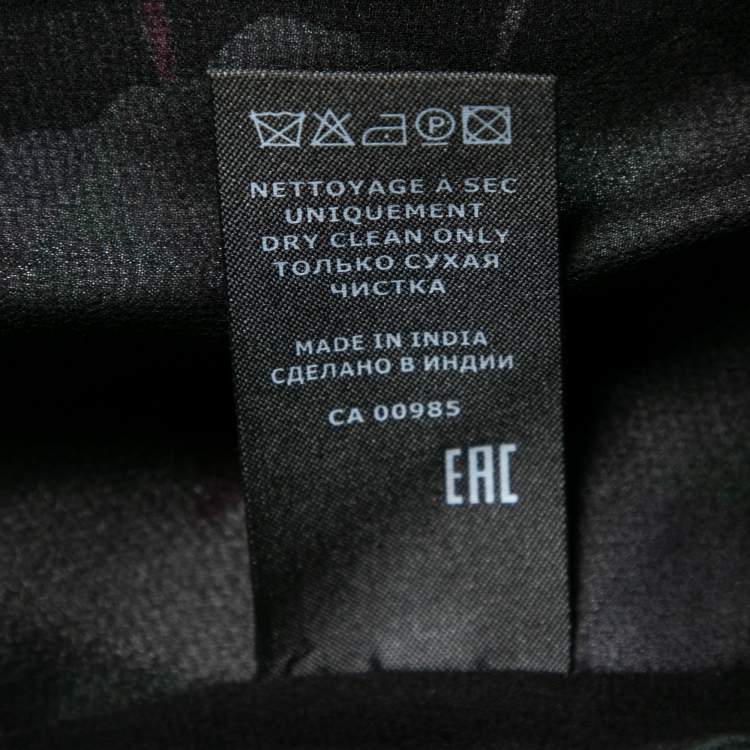 NETTOYAGE A SEC
UNIQUEMENT
DRY CLEAN ONLY
ТОЛЬКО СУХАЯ
ЧИСТКА
MADE IN INDIA
СДЕЛАНО В ИНДИИ
CA 00985
EAC